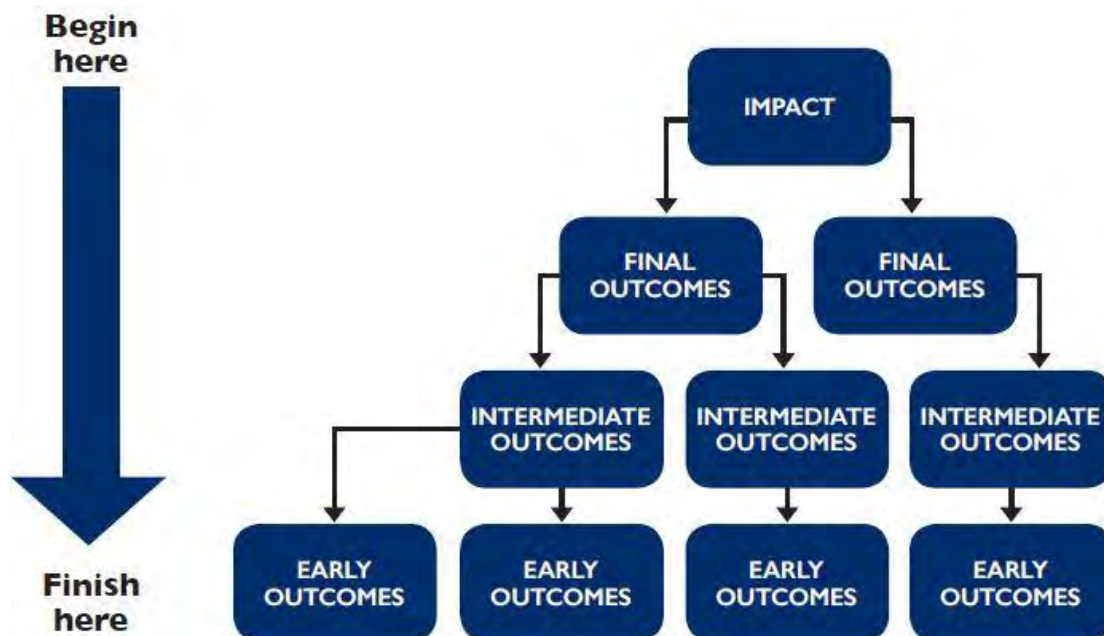 Begin
here
IMPACT
FINAL
OUTCOMES
FINAL
OUTCOMES
INTERMEDIATE
OUTCOMES
INTERMEDIATE
OUTCOMES
INTERMEDIATE
OUTCOMES
EARLY
OUTCOMES
EARLY
OUTCOMES
EARLY
OUTCOMES
EARLY
OUTCOMES
Finish
here